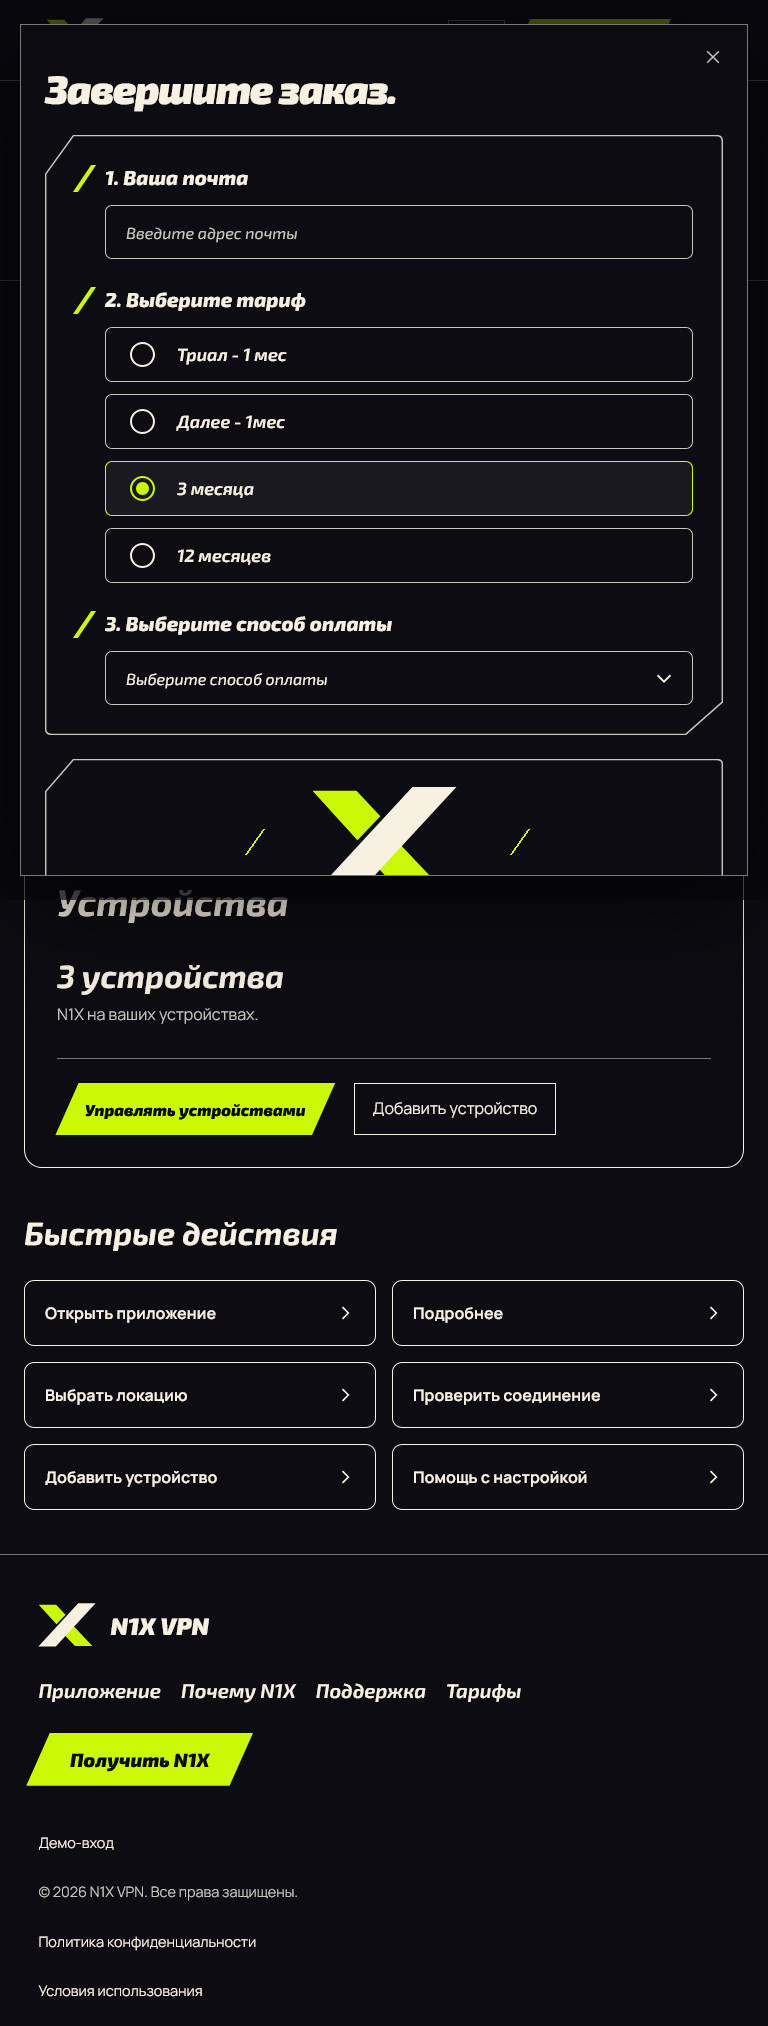 Завершите заказ.
1. Ваша почта
Введите адрес почты
2. Выберите тариф
Триал - 1 мес
Далее - 1мес
3 месяца
12 месяцев
3. Выберите способ оплаты
Выберите способ оплаты
Устройства
3 устройства
N1X на ваших устройствах.
Управлять устройствами
Добавить устройство
Быстрые действия
Открыть приложение
Подробнее
Выбрать локацию
Проверить соединение
Добавить устройство
Помощь с настройкой
N1X VPN
Приложение Почему N1X Поддержка Тарифы
Получить N1X
Демо-вход
© 2026 N1X VPN. Все права защищены.
Политика конфиденциальности
Условия использования